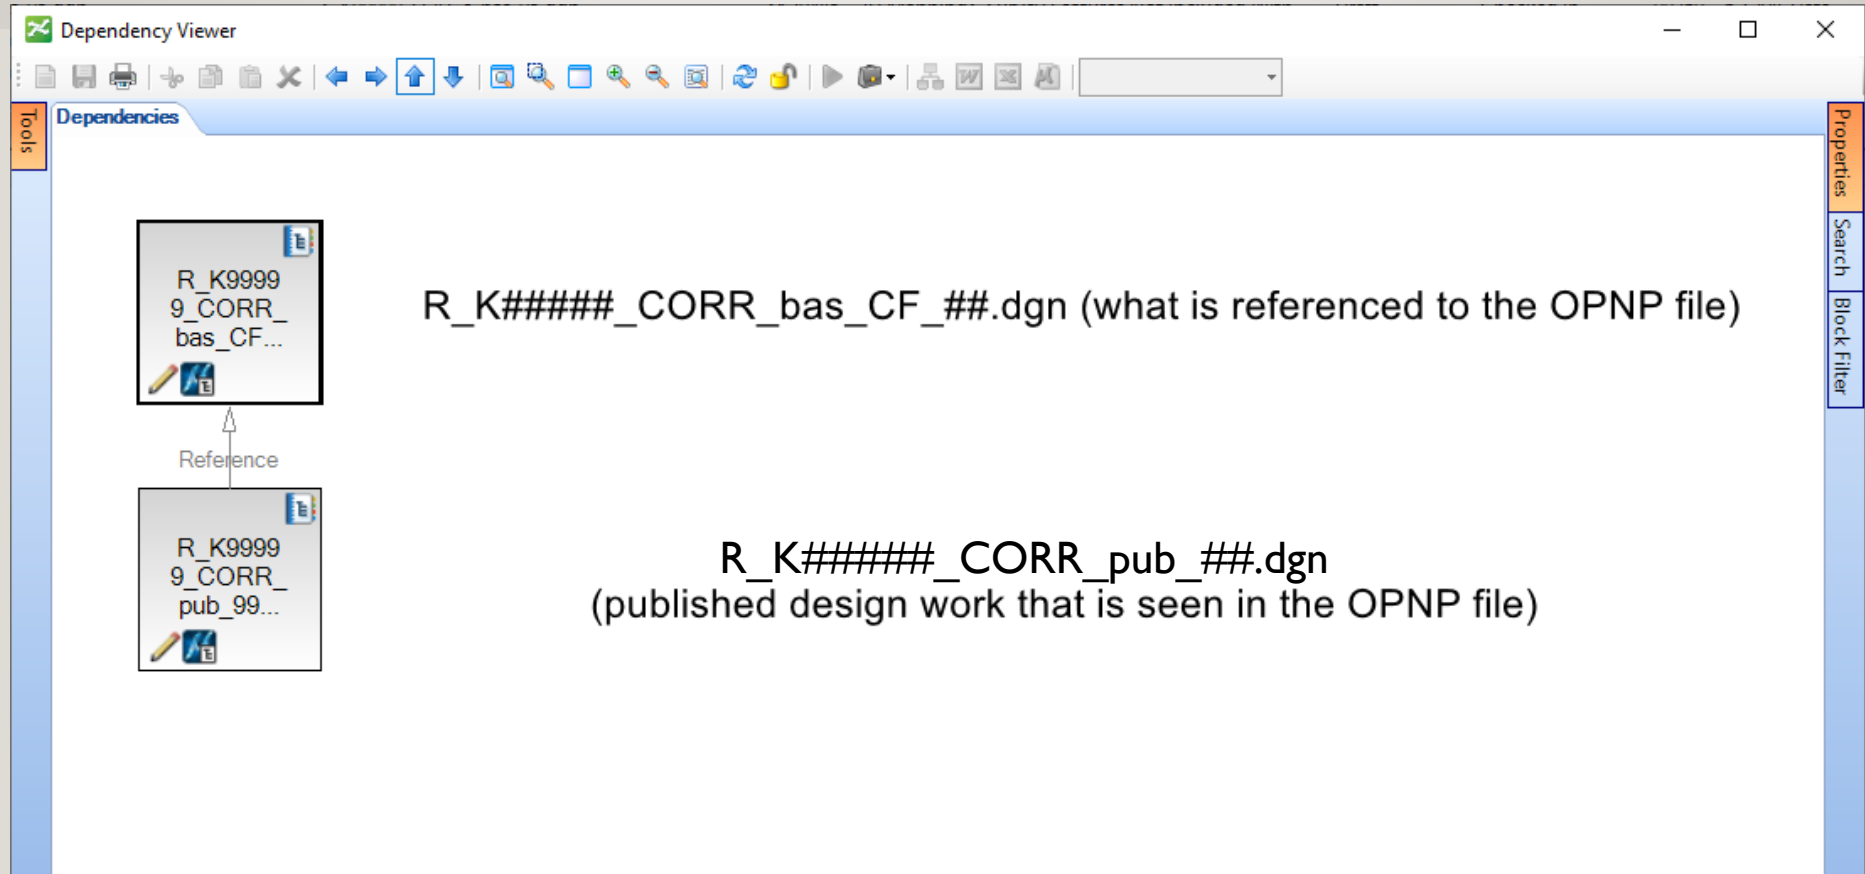 Dependency Viewer
Dependencies
Tools
Properties
Search
Block Filter
R_K9999
9_CORR_
bas_CF...
R_K#####_CORR_bas_CF_##.dgn (what is referenced to the OPNP file)
Reference
R_K9999
9_CORR_
pub_99...
R_K######_CORR_pub_##.dgn
(published design work that is seen in the OPNP file)